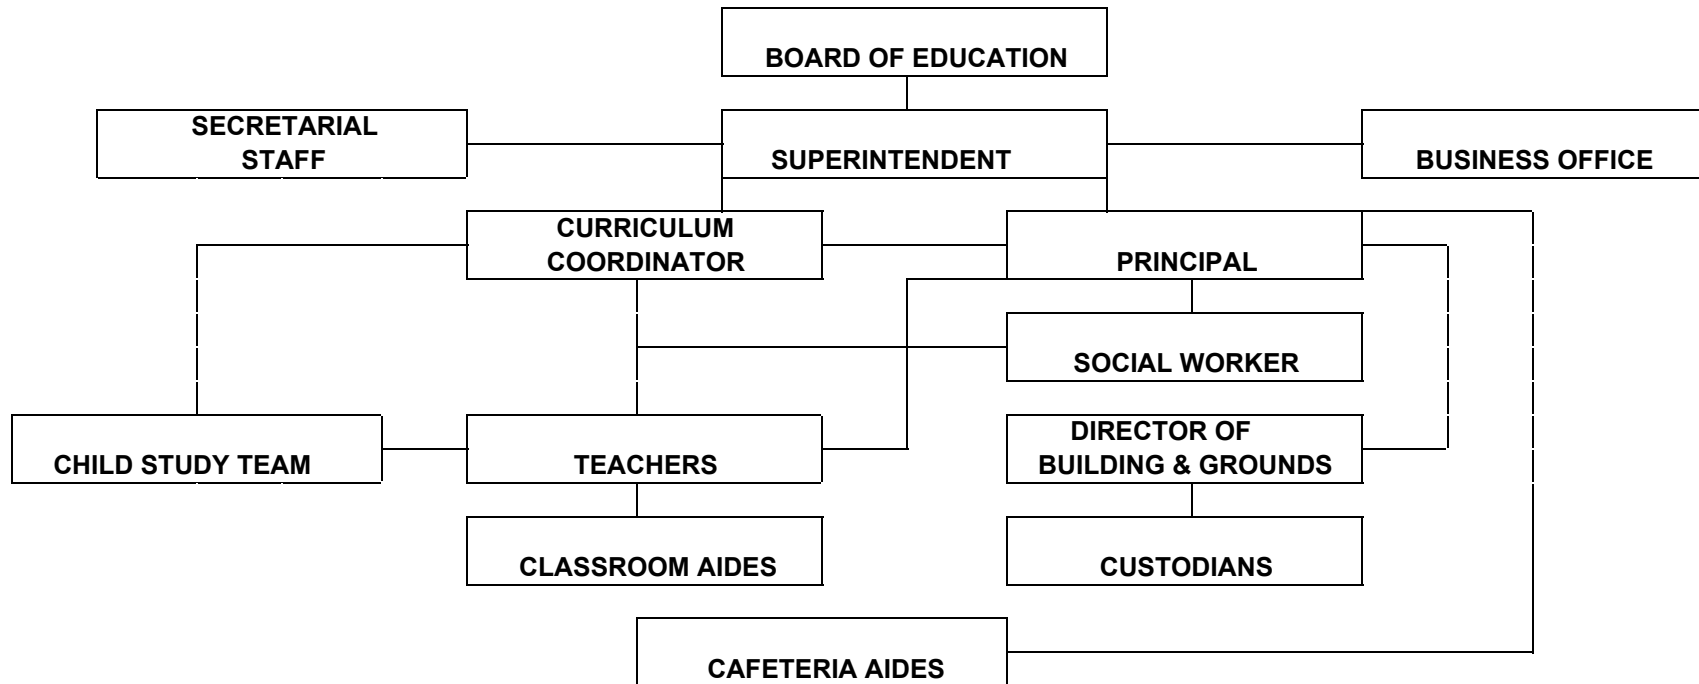 BOARD OF EDUCATION
SECRETARIAL
STAFF
SUPERINTENDENT
BUSINESS OFFICE
CURRICULUM
COORDINATOR
PRINCIPAL
SOCIAL WORKER
CHILD STUDY TEAM
TEACHERS
DIRECTOR OF
BUILDING & GROUNDS
CLASSROOM AIDES
CUSTODIANS
CAFETERIA AIDES